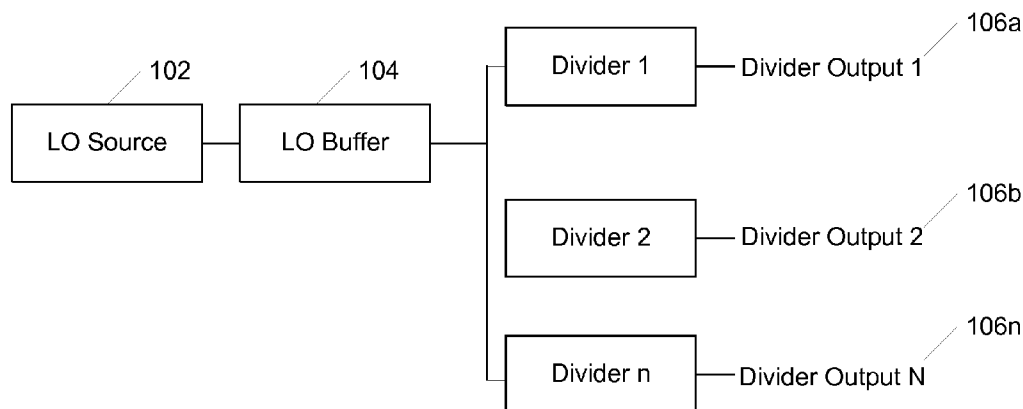 106a
Divider 1
Divider Output 1
102
104
LO Source
LO Buffer
106b
Divider 2
Divider Output 2
106n
Divider n
Divider Output N